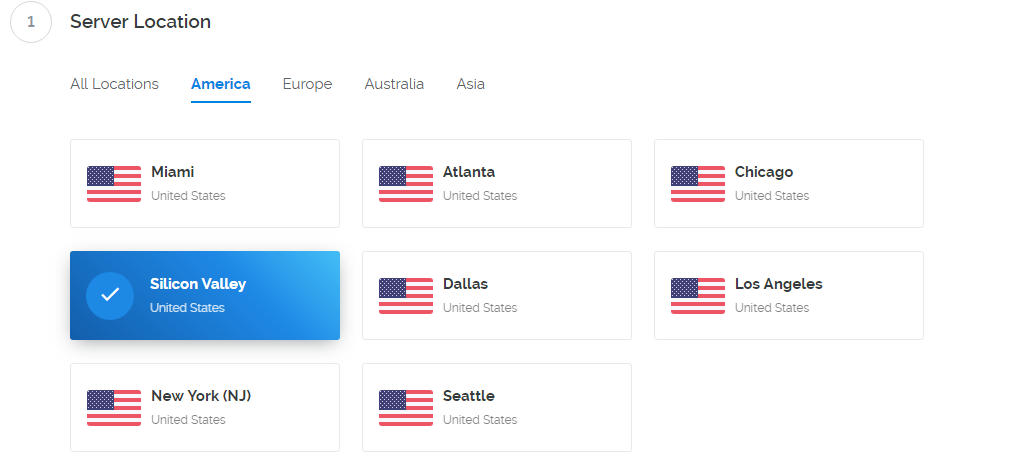 1
Server Location
All Locations America Europe Australia Asia
Miami
United States
Atlanta
United States
Chicago
United States
Silicon Valley
United States
Dallas
United States
Los Angeles
United States
New York (NJ)
United States
Seattle
United States